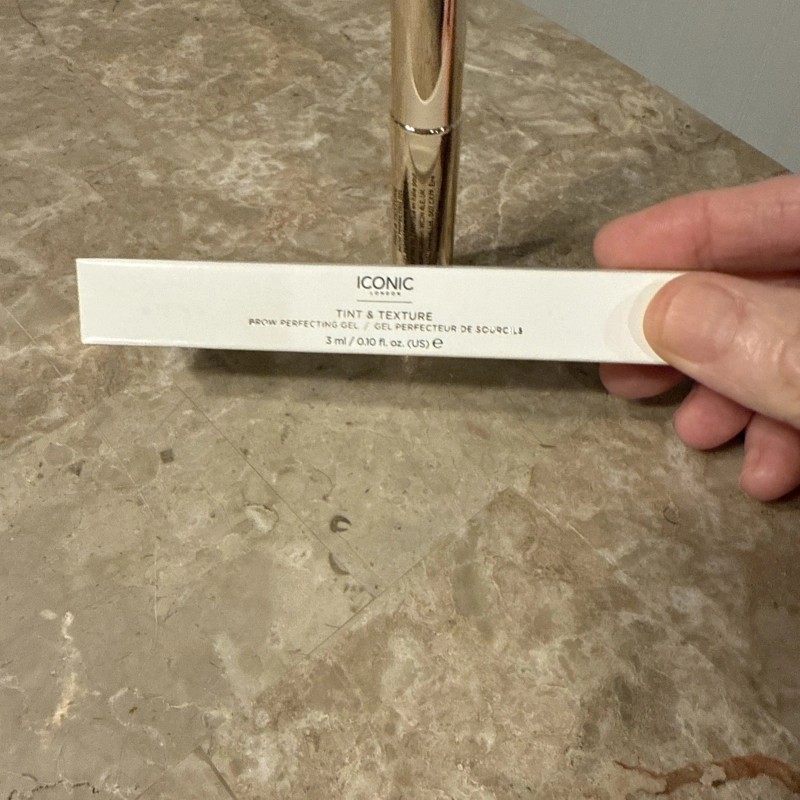 ICONIC
LONDON
TINT & TEXTURE
BROW PERFECTING GEL / GEL PERFECTEUR DE SOURCILS
3 ml / 0.10 fl. oz. (US) ℮